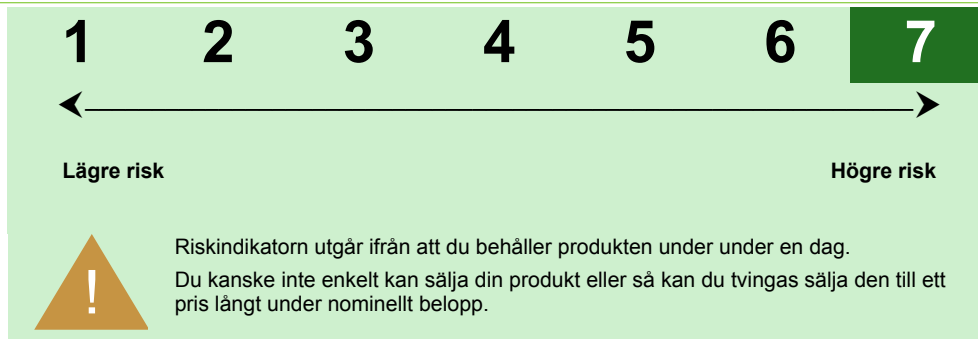 1 2 3 4 5 6 7
Lägre risk Högre risk
!
Riskindikatorn utgår ifrån att du behåller produkten under under en dag.
Du kanske inte enkelt kan sälja din produkt eller så kan du tvingas sälja den till ett
pris långt under nominellt belopp.